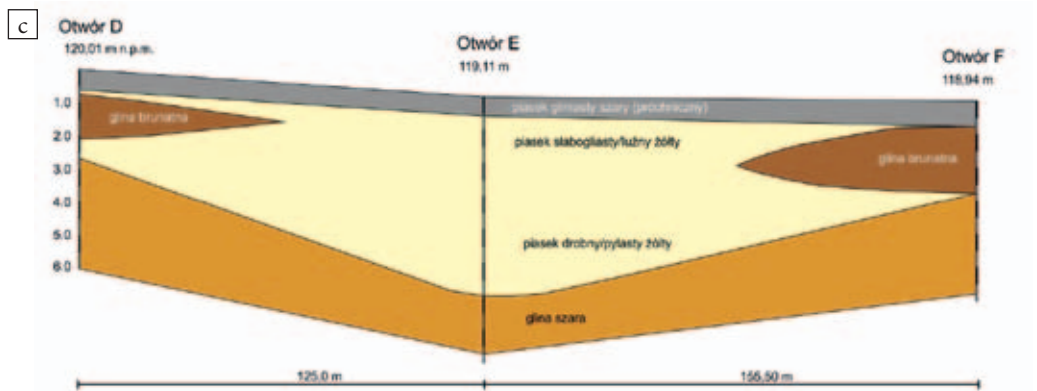 c
Otwór D
120,01 m n.p.m.
Otwór E
119,11 m
Otwór F
118,94 m
piasek gliniasty szary (próchniczny)
1.0
glina brunatna
2.0
piasek słabogliasty/luźny żółty
glina brunatna
3.0
4.0
5.0
piasek drobny/pylasty żółty
6.0
glina szara
125.0 m
155,50 m